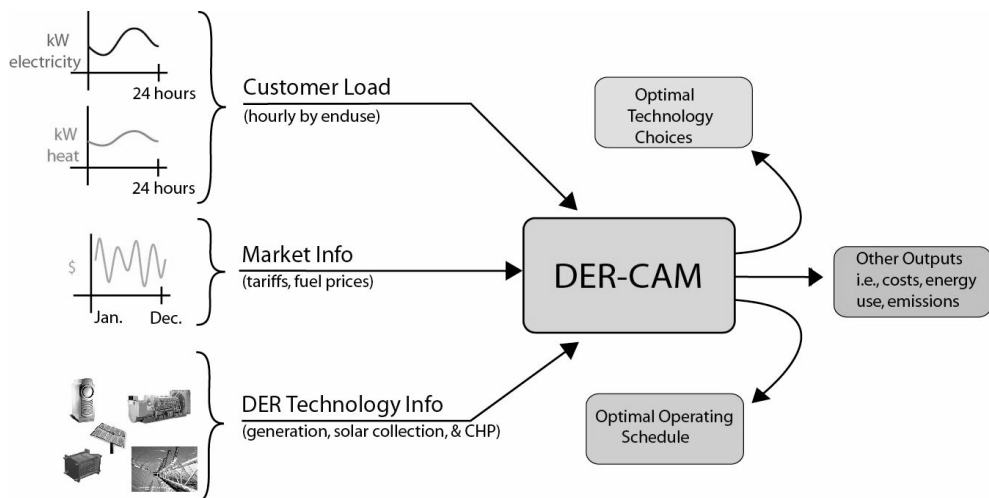 kW
electricity
24 hours
kW
heat
24 hours
Customer Load
(hourly by enduse)
$
Jan. Dec.
Market Info
(tariffs, fuel prices)
DER Technology Info
(generation, solar collection, & CHP)
DER-CAM
Optimal
Technology
Choices
Other Outputs
i.e., costs, energy
use, emissions
Optimal Operating
Schedule